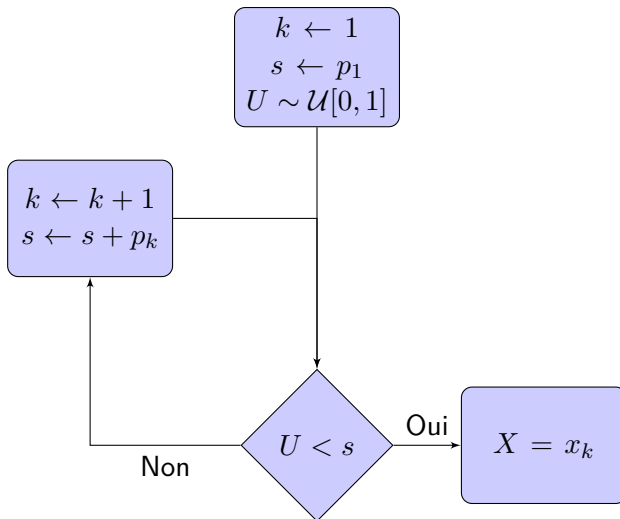 k ← 1
s ← p₁
U ∼ 𝒰[0, 1]
k ← k + 1
s ← s + pₖ
U < s
Oui
X = xₖ
Non